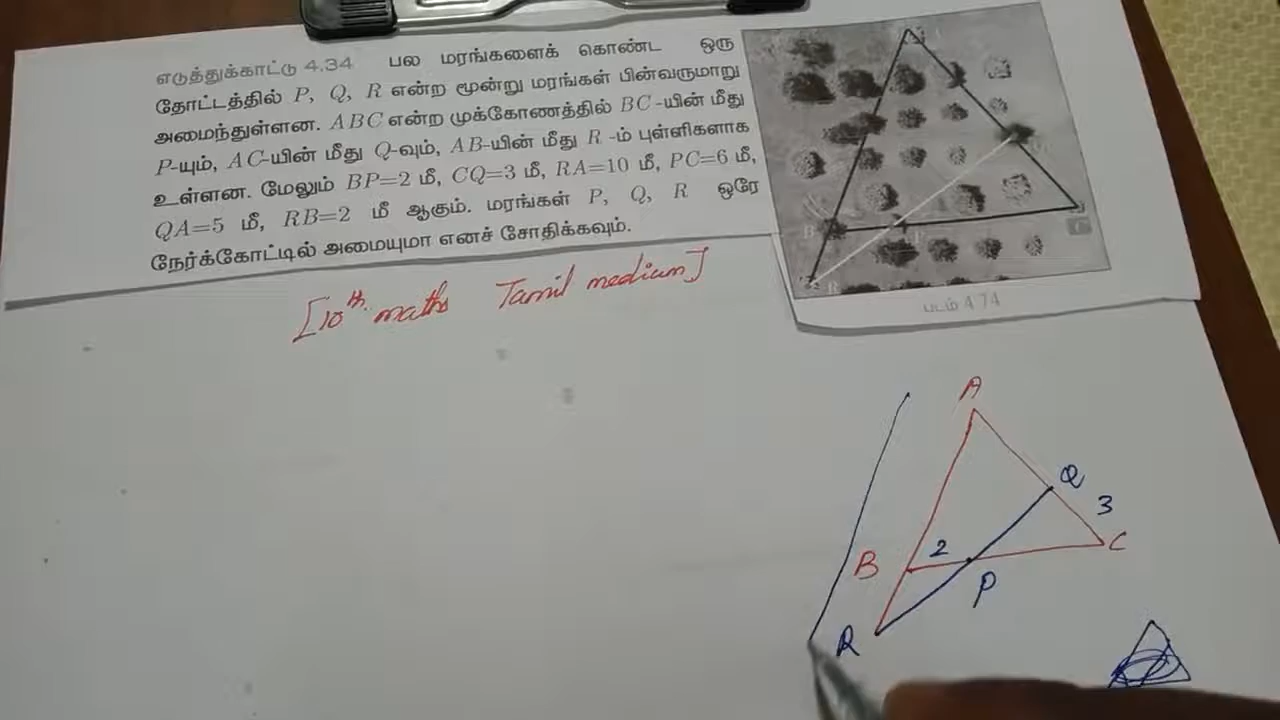 எடுத்துக்காட்டு 4.34 பல மரங்களைக் கொண்ட ஒரு
தோட்டத்தில் P, Q, R என்ற மூன்று மரங்கள் பின்வருமாறு
அமைந்துள்ளன. ABC என்ற முக்கோணத்தில் BC-யின் மீது
P-யும், AC-யின் மீது Q-வும், AB-யின் மீது R -ம் புள்ளிகளாக
உள்ளன. மேலும் BP=2 மீ, CQ=3 மீ, RA=10 மீ, PC=6 மீ,
QA=5 மீ, RB=2 மீ ஆகும். மரங்கள் P, Q, R ஒரே
நேர்க்கோட்டில் அமையுமா எனச் சோதிக்கவும்.
படம் 4.74
[10th maths Tamil medium]
A
Q
3
B 2 C
P
R